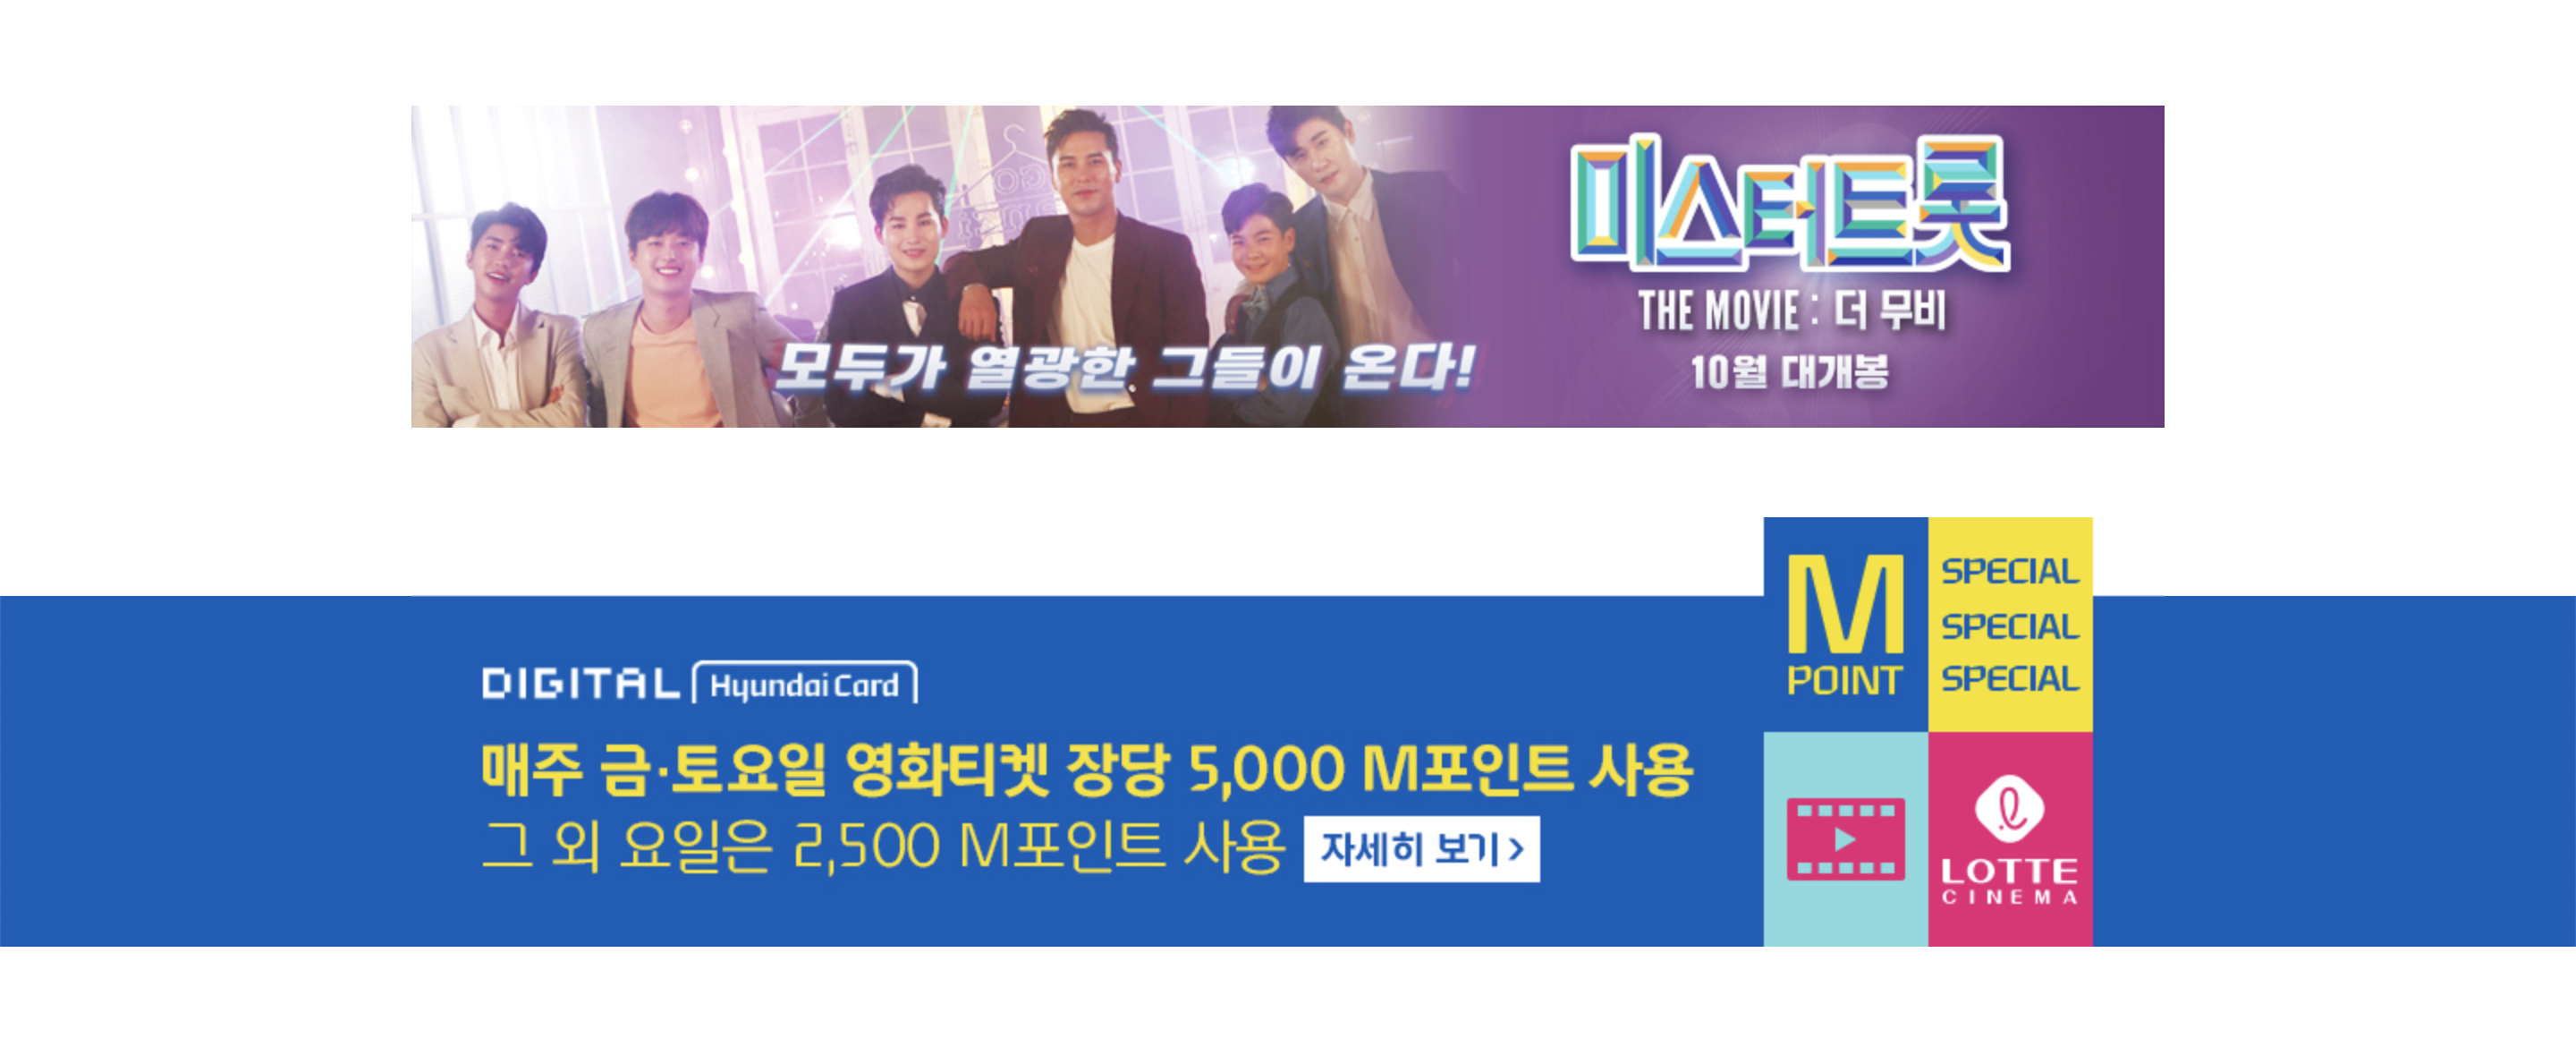 미스터트롯
THE MOVIE : 더 무비
10월 대개봉
모두가 열광한 그들이 온다!
M
POINT
SPECIAL
SPECIAL
SPECIAL
DIGITAL Hyundai Card
매주 금·토요일 영화티켓 장당 5,000 M포인트 사용
그 외 요일은 2,500 M포인트 사용 자세히 보기 >
LOTTE
CINEMA